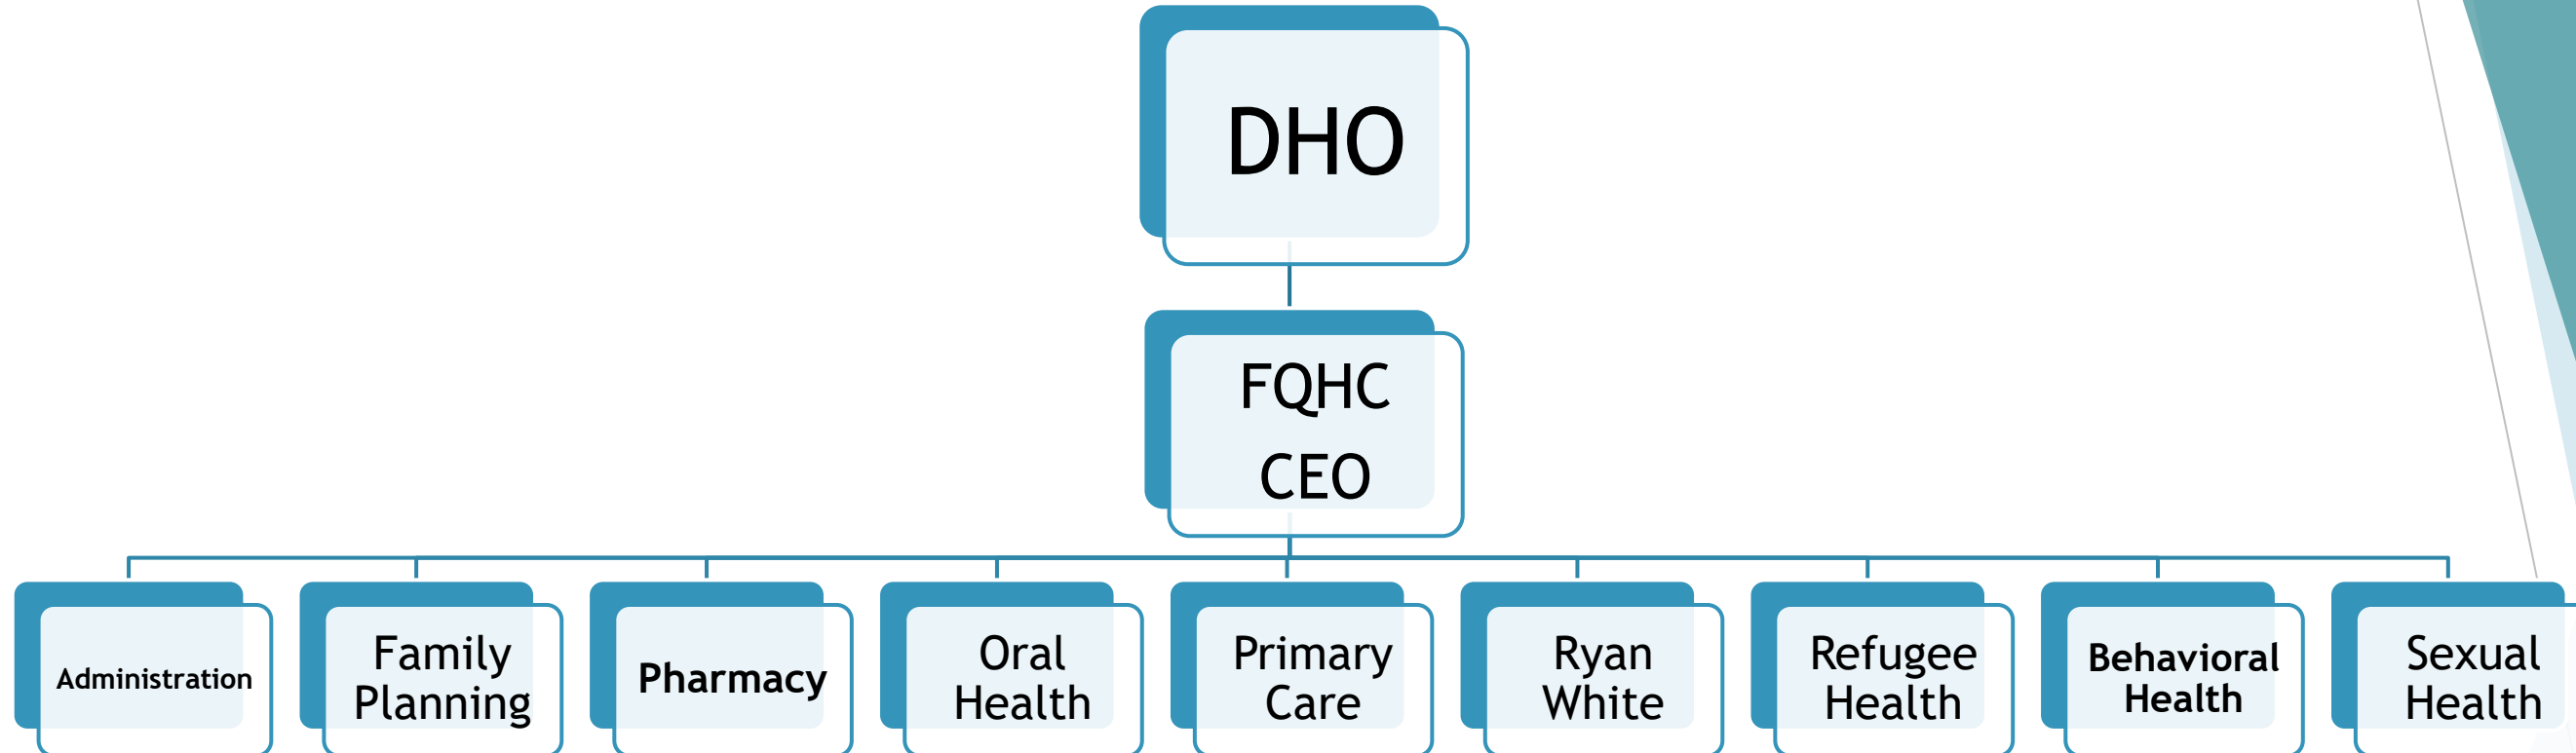 DHO
FQHC
CEO
Administration
Family
Planning
Pharmacy
Oral
Health
Primary
Care
Ryan
White
Refugee
Health
Behavioral
Health
Sexual
Health